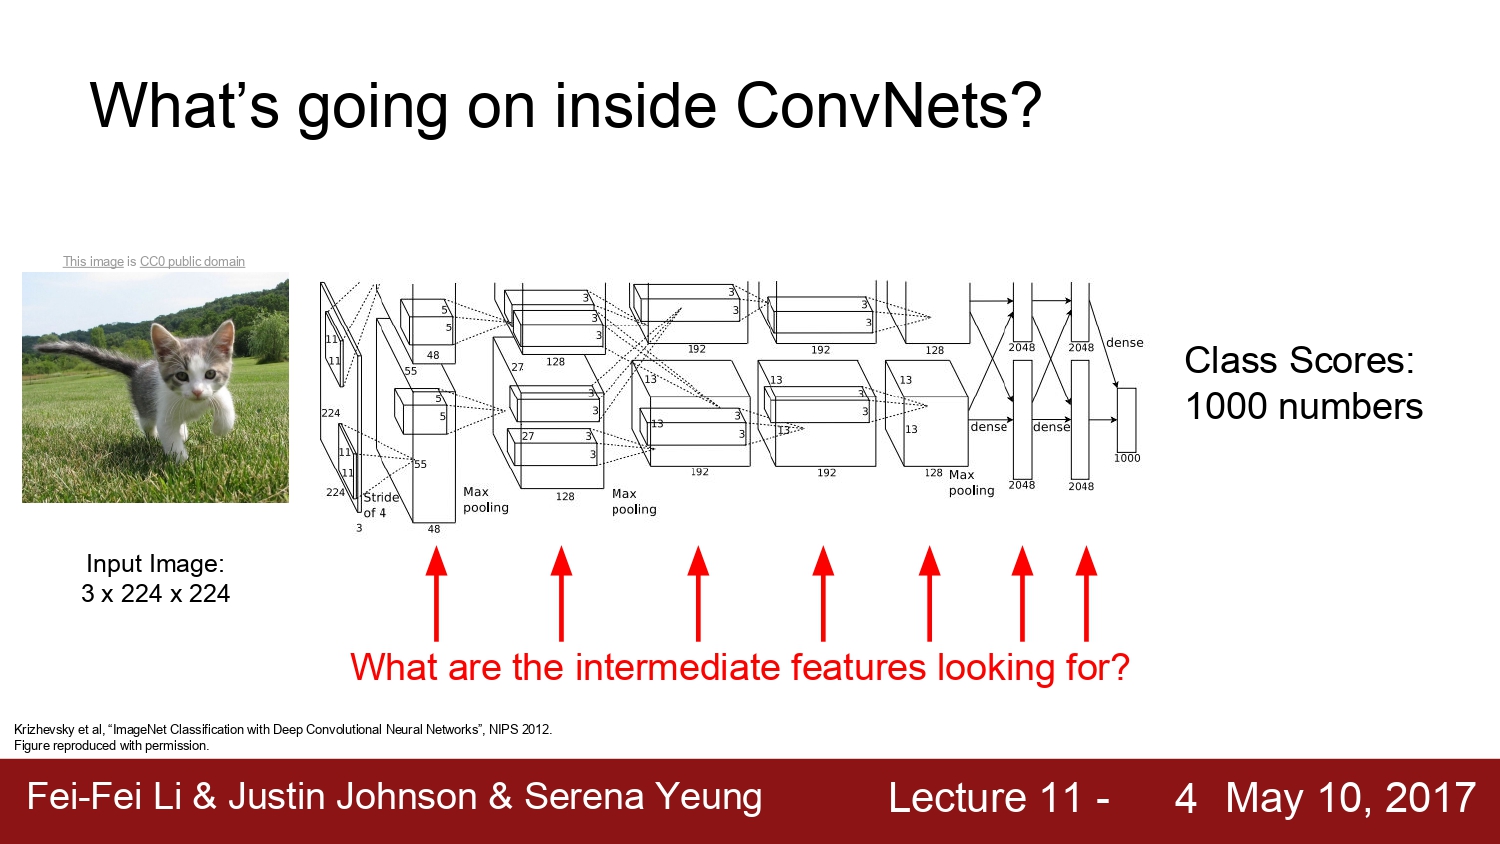 What’s going on inside ConvNets?
This image is CC0 public domain
5
3
3
3
5
3
3
3
3
11
48
192
192
128
2048
2048
dense
11
55
27
128
13
13
13
5
3
3
3
224
5
3
3
3
13
13
13
dense
dense
11
55
27
3
3
192
192
128
Max
pooling
1000
11
224
Stride
of 4
Max
pooling
128
Max
pooling
2048
2048
3
48
Class Scores:
1000 numbers
Input Image:
3 x 224 x 224
What are the intermediate features looking for?
Krizhevsky et al, “ImageNet Classification with Deep Convolutional Neural Networks”, NIPS 2012.
Figure reproduced with permission.
Fei-Fei Li & Justin Johnson & Serena Yeung
Lecture 11 - 4 May 10, 2017